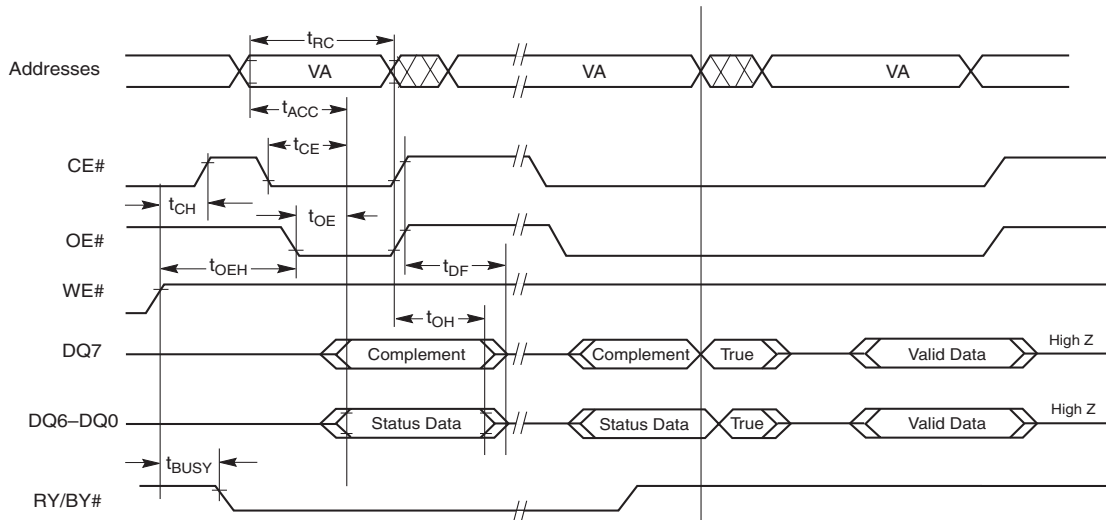 tRC
Addresses VA VA VA
tACC
tCE
CE#
tCH tOE
OE#
tOEH tDF
WE#
tOH
DQ7 Complement Complement True Valid Data High Z
DQ6–DQ0 Status Data Status Data True Valid Data High Z
tBUSY
RY/BY#